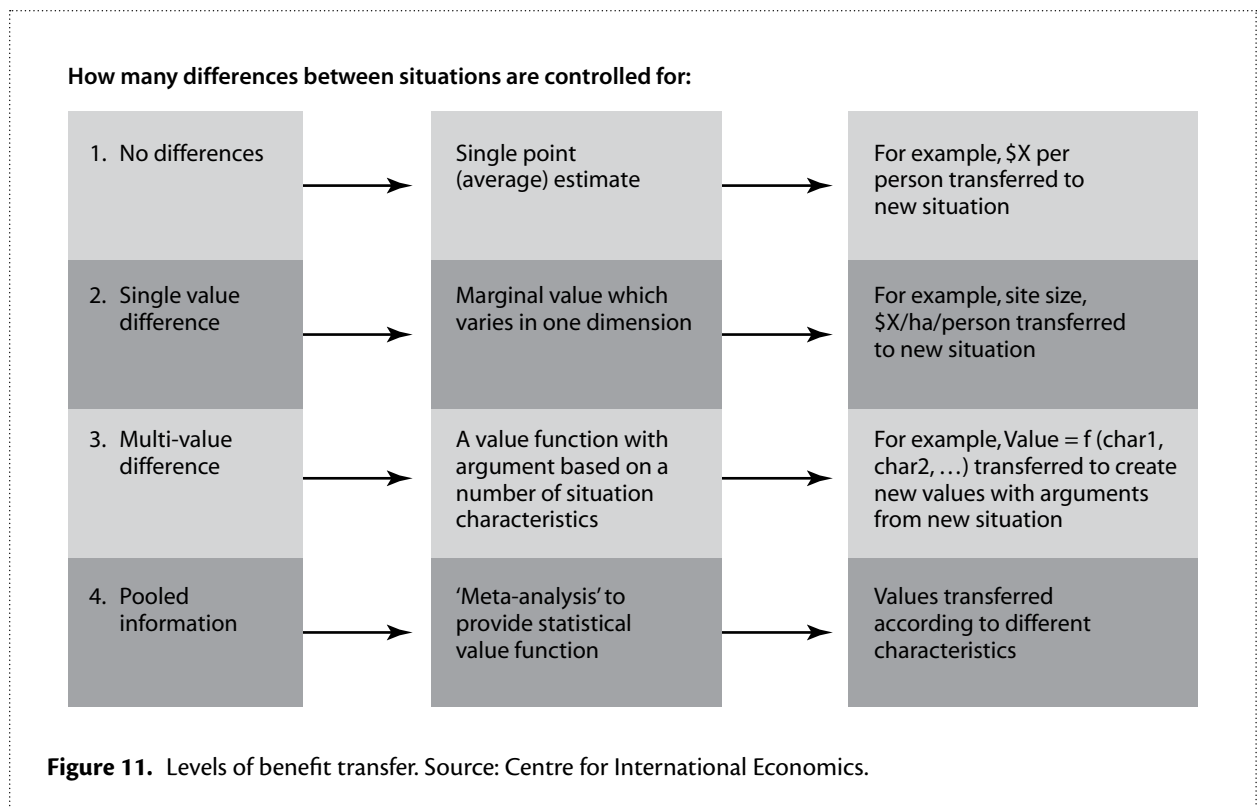 How many differences between situations are controlled for:
1. No differences
Single point
(average) estimate
For example, $X per
person transferred to
new situation
2. Single value
difference
Marginal value which
varies in one dimension
For example, site size,
$X/ha/person transferred
to new situation
3. Multi-value
difference
A value function with
argument based on a
number of situation
characteristics
For example, Value = f (char1,
char2, …) transferred to create
new values with arguments
from new situation
4. Pooled
information
'Meta-analysis' to
provide statistical
value function
Values transferred
according to different
characteristics
Figure 11. Levels of benefit transfer. Source: Centre for International Economics.